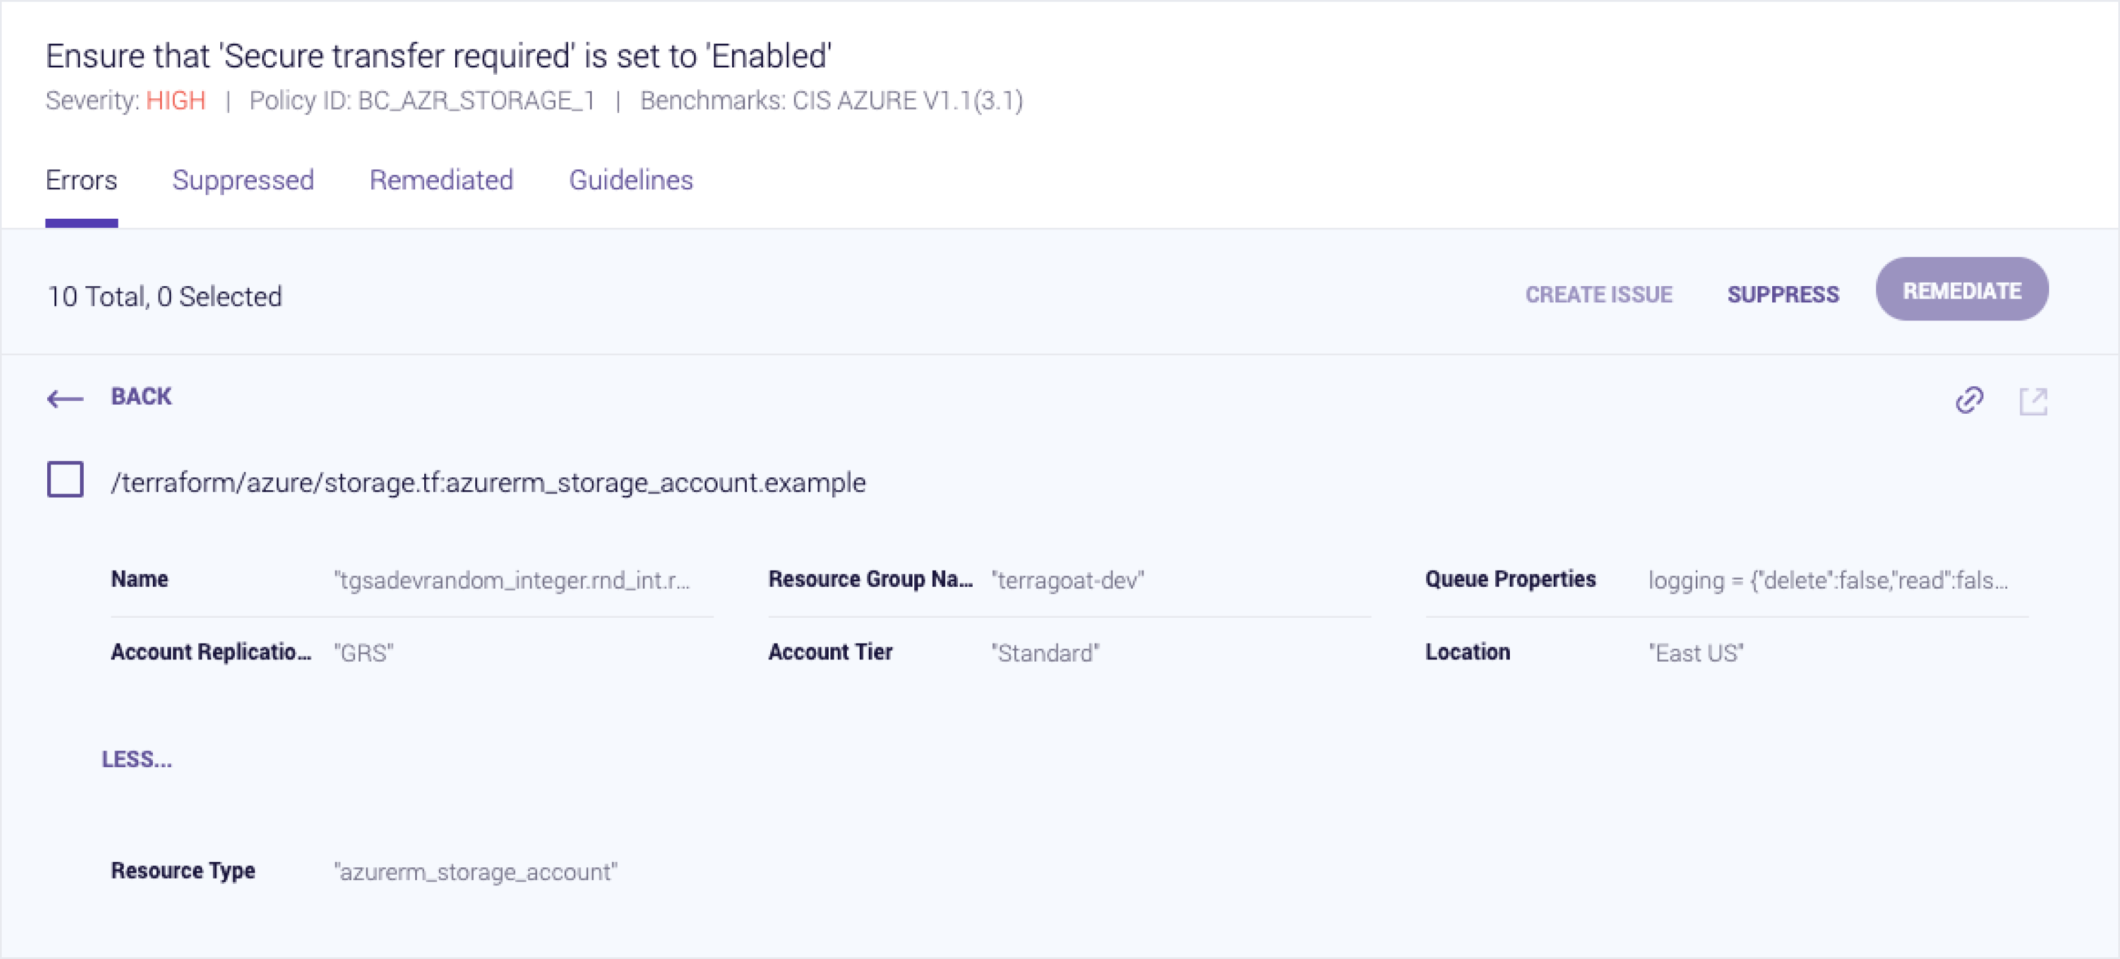 Ensure that 'Secure transfer required' is set to 'Enabled'
Severity: HIGH | Policy ID: BC_AZR_STORAGE_1 | Benchmarks: CIS AZURE V1.1(3.1)
Errors Suppressed Remediated Guidelines
10 Total, 0 Selected CREATE ISSUE SUPPRESS REMEDIATE
BACK
/terraform/azure/storage.tf:azurerm_storage_account.example
Name "tgsadevrandom_integer.rnd_int.r... Resource Group Na... "terragoat-dev" Queue Properties logging = {"delete":false,"read":fals...
Account Replicatio... "GRS" Account Tier "Standard" Location "East US"
LESS...
Resource Type "azurerm_storage_account"